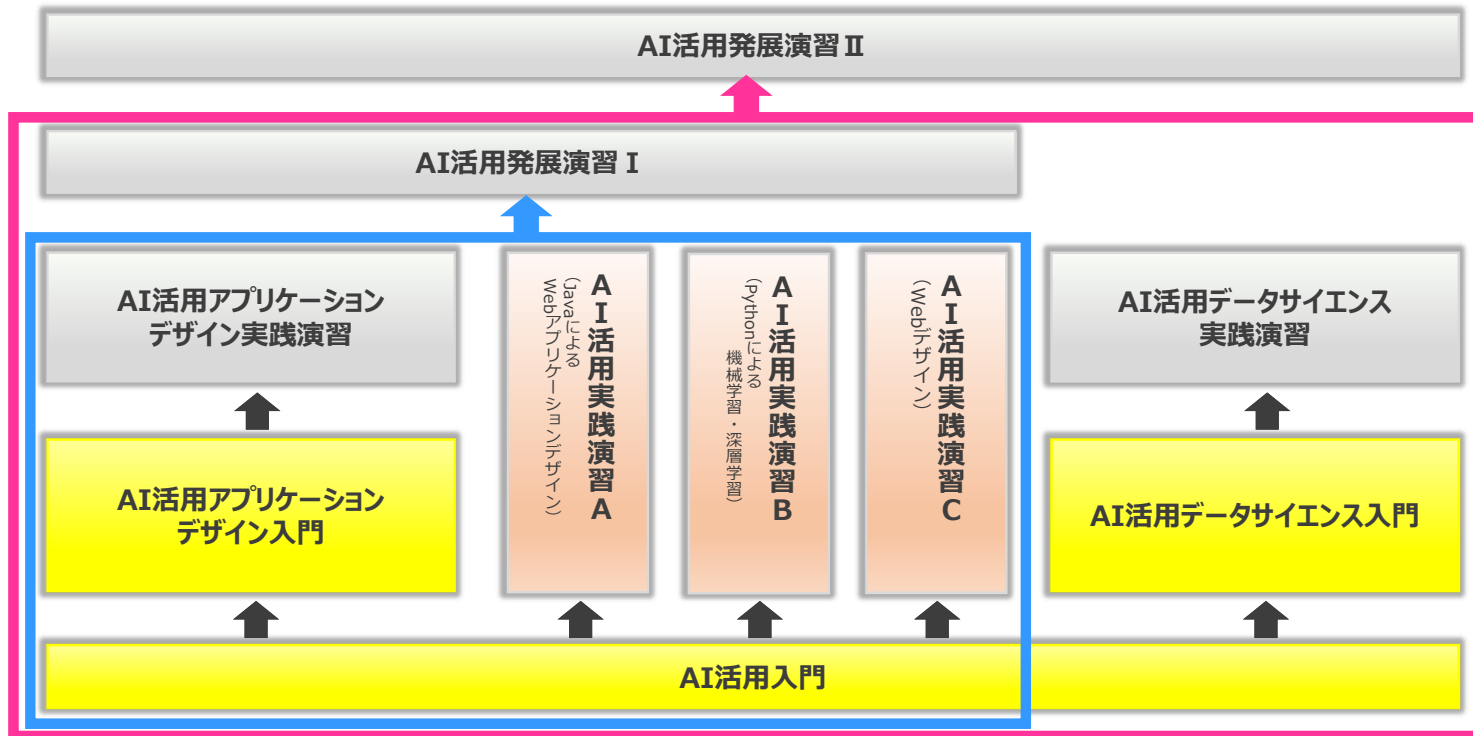 AI活用発展演習Ⅱ
AI活用発展演習Ⅰ
AI活用アプリケーション
デザイン実践演習
AI活用実践演習A
（Javaによる
Webアプリケーションデザイン）
AI活用実践演習B
（Pythonによる
機械学習・深層学習）
AI活用実践演習C
（Webデザイン）
AI活用データサイエンス
実践演習
AI活用アプリケーション
デザイン入門
AI活用データサイエンス入門
AI活用入門